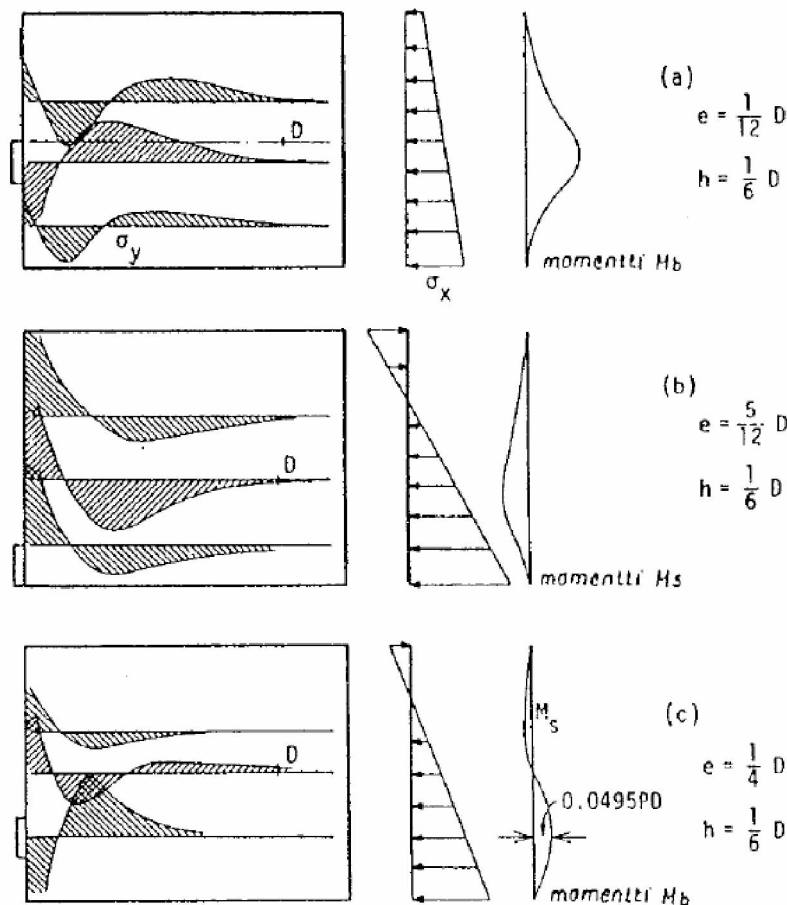 (a)
e = 1/12 D
h = 1/6 D
D
σy
σx
momentti Mb
(b)
e = 5/12 D
h = 1/6 D
D
momentti Ms
(c)
e = 1/4 D
h = 1/6 D
D
Ms
0.0495PD
momentti Mb